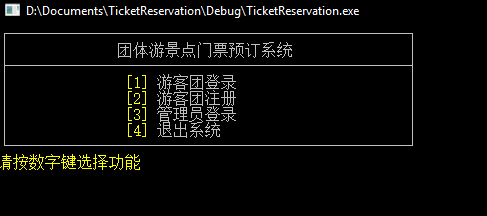 D:\Documents\TicketReservation\Debug\TicketReservation.exe
团体游景点门票预订系统
[1] 游客团登录
[2] 游客团注册
[3] 管理员登录
[4] 退出系统
请按数字键选择功能